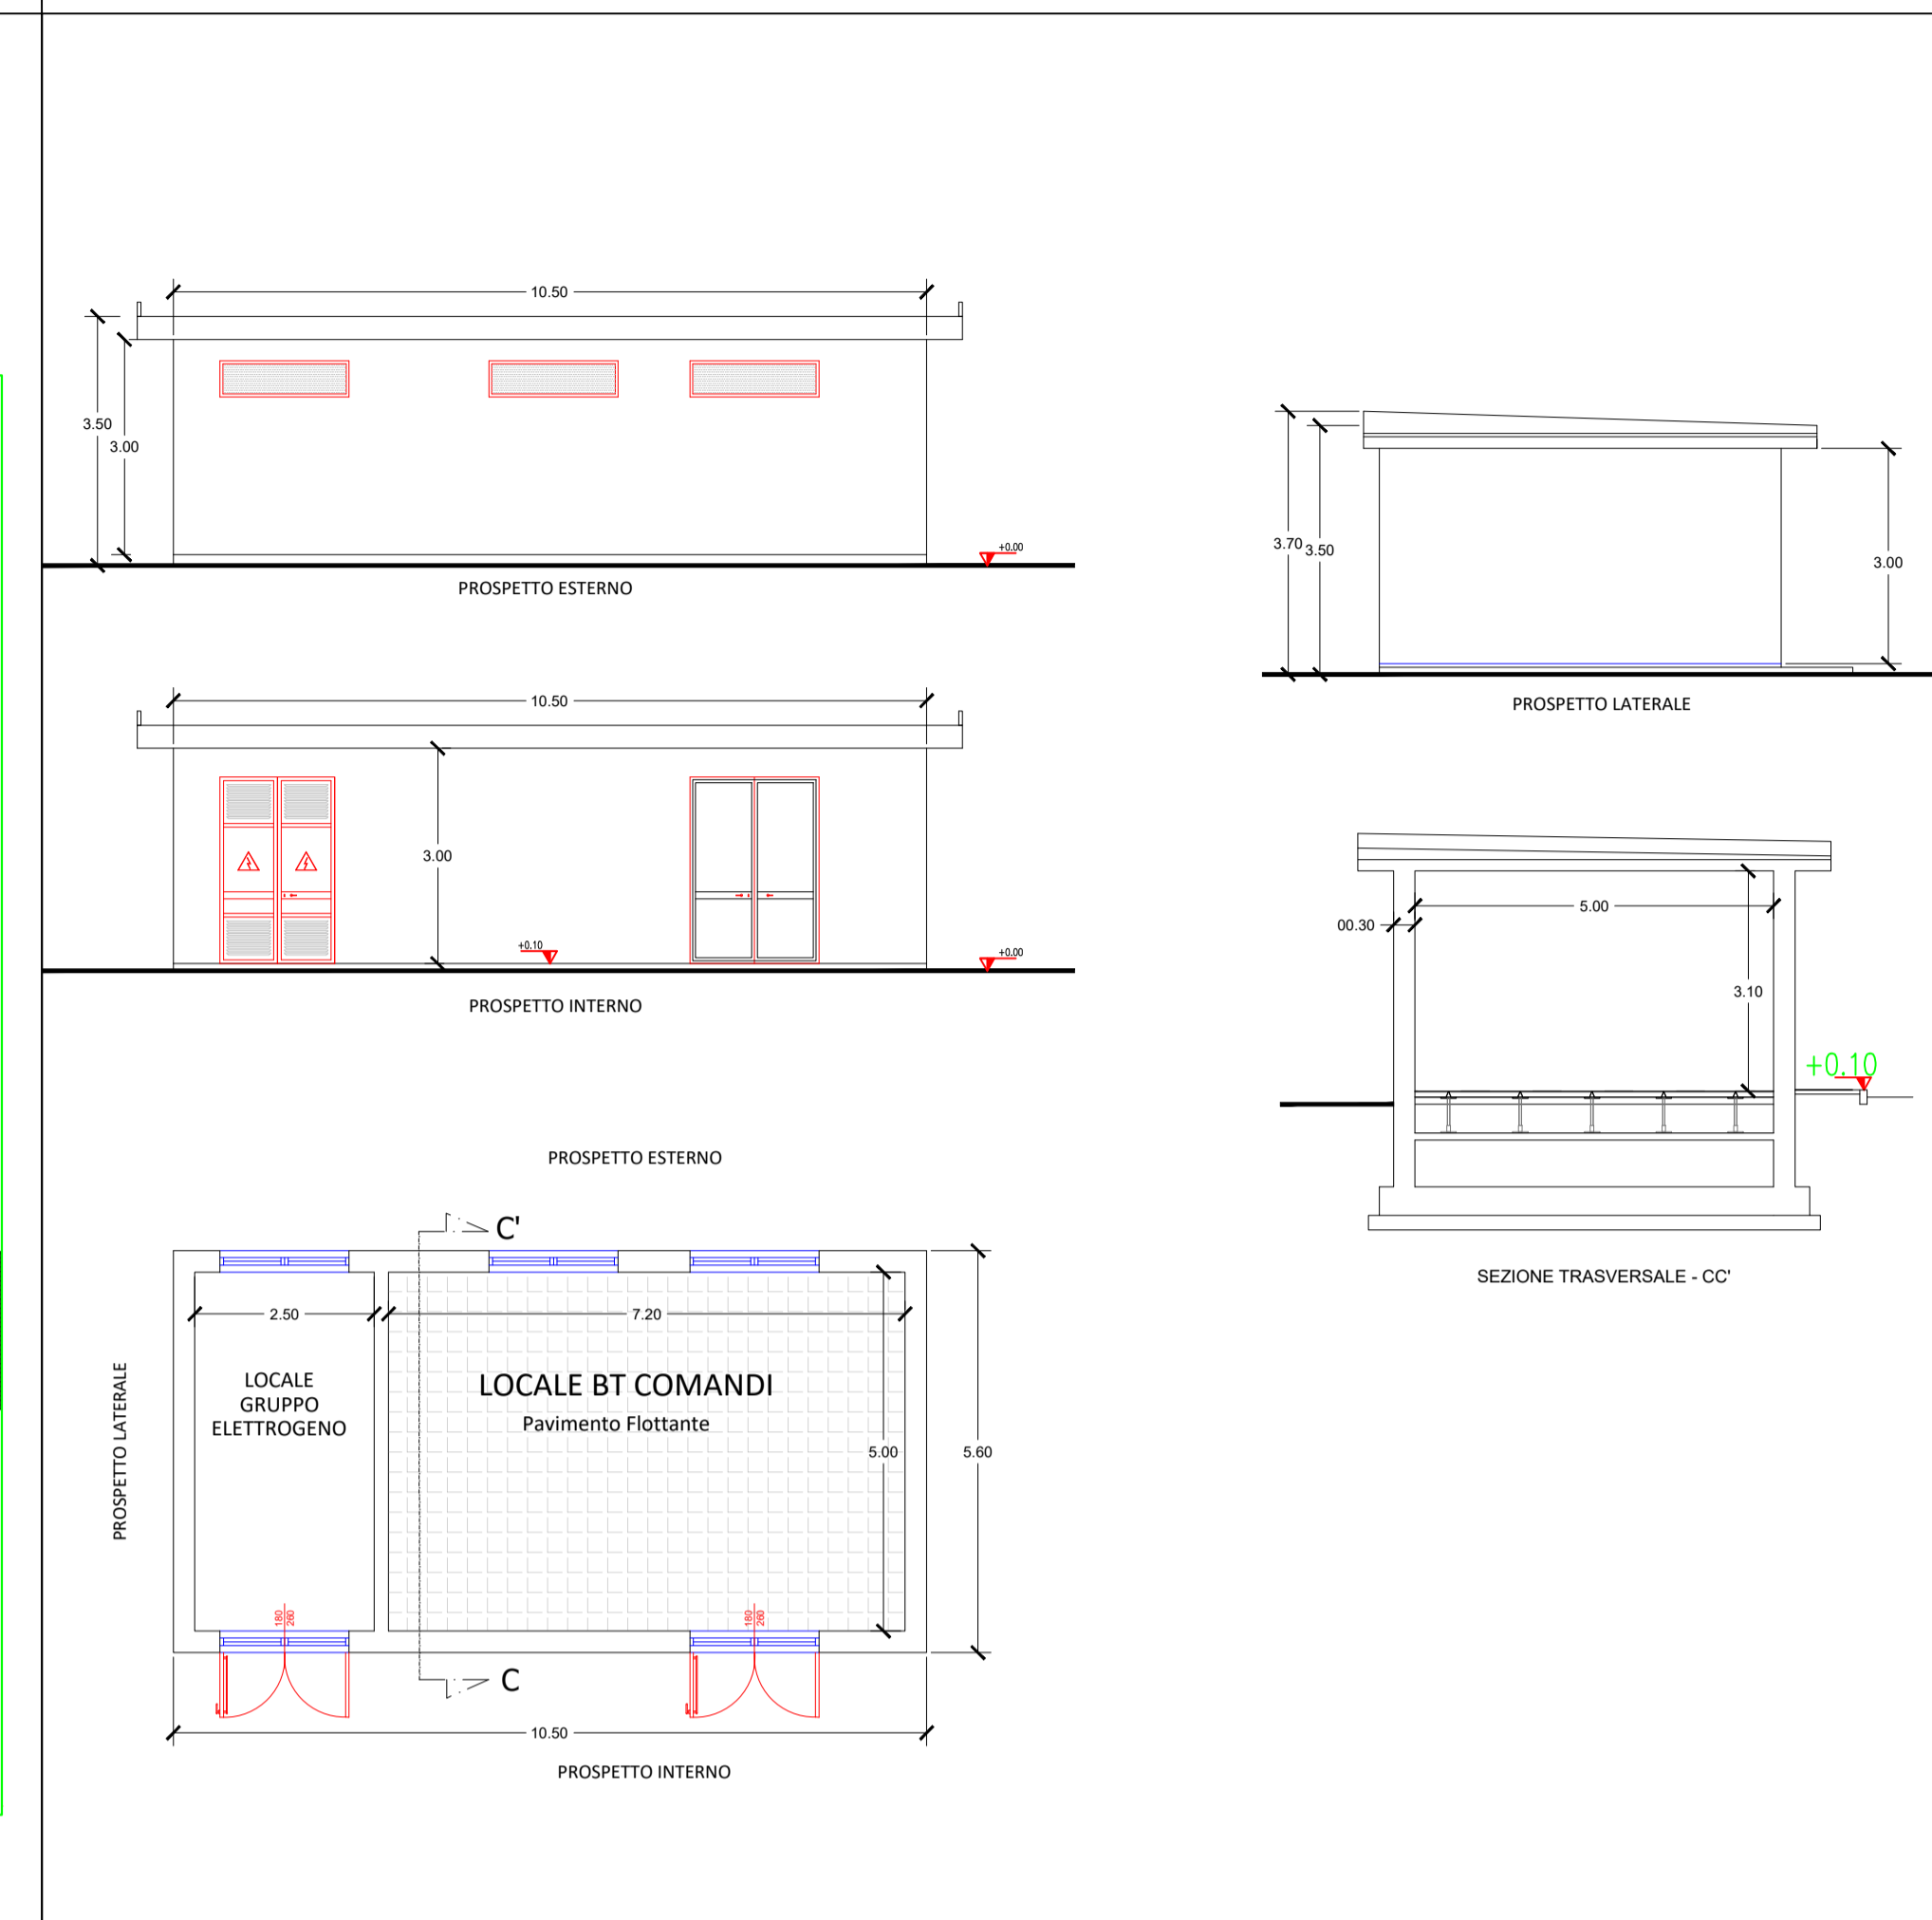 10.50
3.50
3.00
+0.00
PROSPETTO ESTERNO
3.70
3.50
3.00
PROSPETTO LATERALE
10.50
3.00
+0.10
+0.00
PROSPETTO INTERNO
5.00
00.30
3.10
+0.10
SEZIONE TRASVERSALE - CC'
PROSPETTO ESTERNO
C'
2.50
7.20
LOCALE
GRUPPO
ELETTROGENO
LOCALE BT COMANDI
Pavimento Flottante
5.00
5.60
PROSPETTO LATERALE
180
260
180
260
C
10.50
PROSPETTO INTERNO